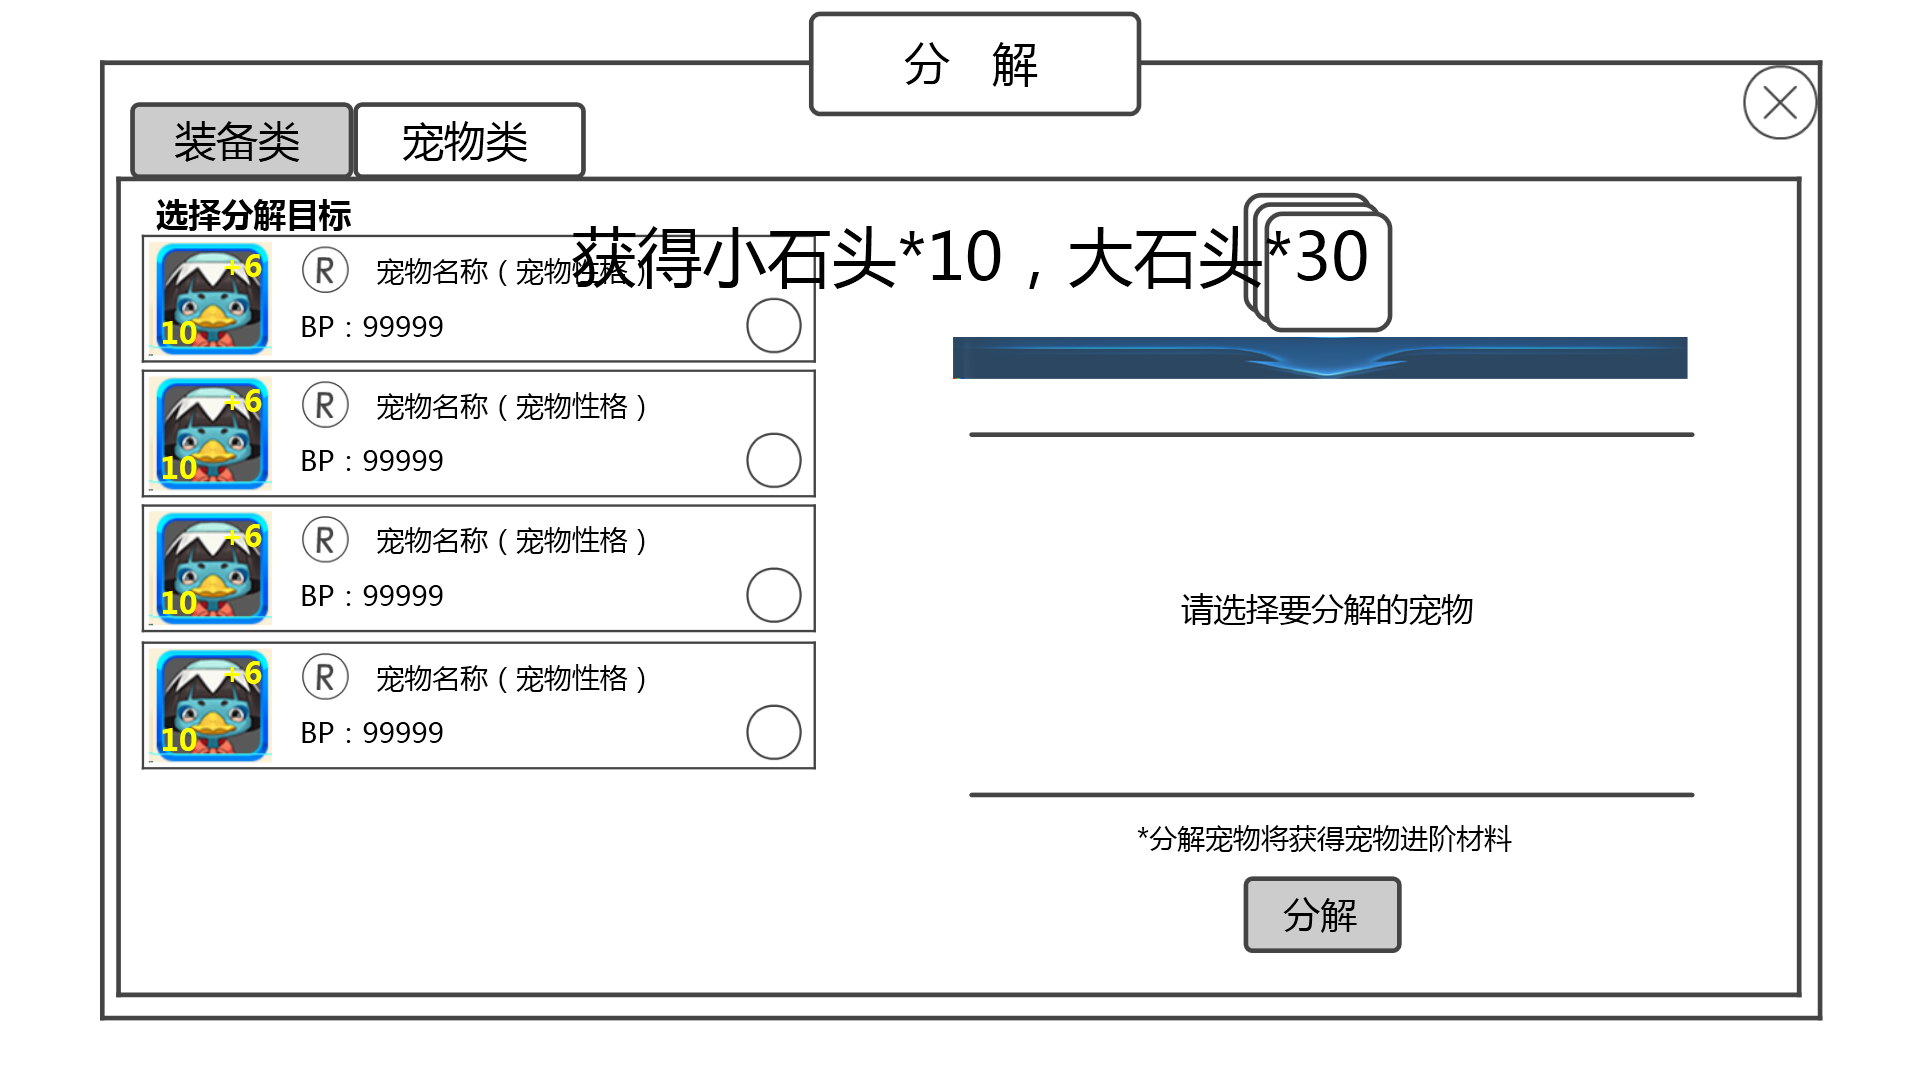 分 解
装备类 宠物类
选择分解目标
获得小石头*10，大石头*30
+6
10
R 宠物名称（宠物性格）
BP：99999
+6
10
R 宠物名称（宠物性格）
BP：99999
+6
10
R 宠物名称（宠物性格）
BP：99999
+6
10
R 宠物名称（宠物性格）
BP：99999
请选择要分解的宠物
*分解宠物将获得宠物进阶材料
分解